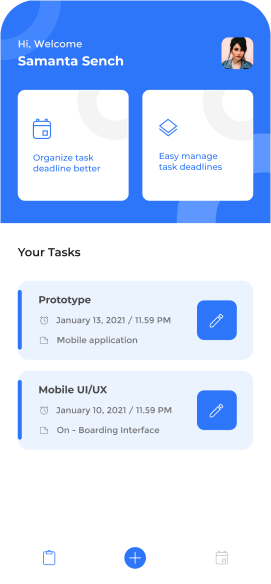 Hi, Welcome
Samanta Sench
Organize task
deadline better
Easy manage
task deadlines
Your Tasks
Prototype
January 13, 2021 / 11.59 PM
Mobile application
Mobile UI/UX
January 10, 2021 / 11.59 PM
On - Boarding Interface